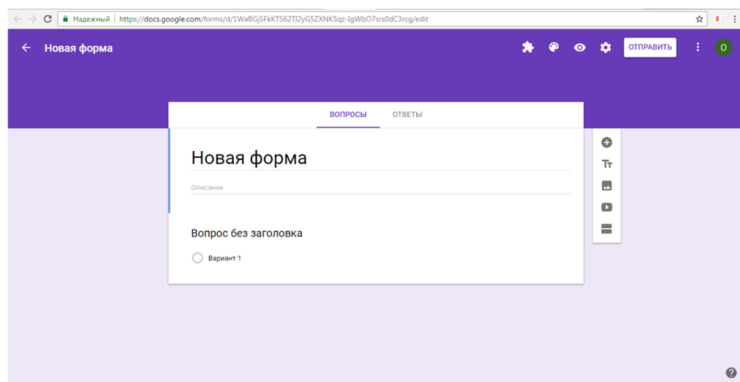 Надежный | https://docs.google.com/forms/d/1WaBGjSFkKTS62TI2yG5ZXNKSqz-IgWbO7srs0dC3rcg/edit
Новая форма
ОТПРАВИТЬ
О
ВОПРОСЫ ОТВЕТЫ
Новая форма
Описание
Вопрос без заголовка
Вариант 1